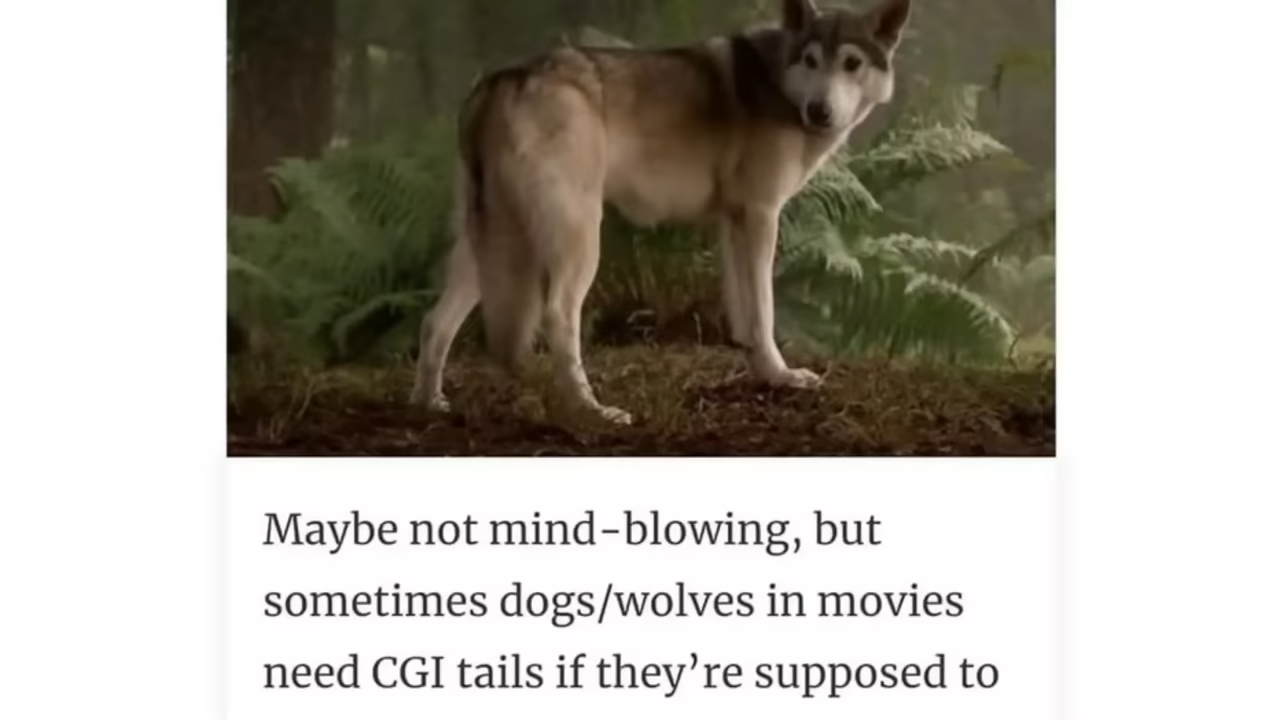 Maybe not mind-blowing, but
sometimes dogs/wolves in movies
need CGI tails if they’re supposed to